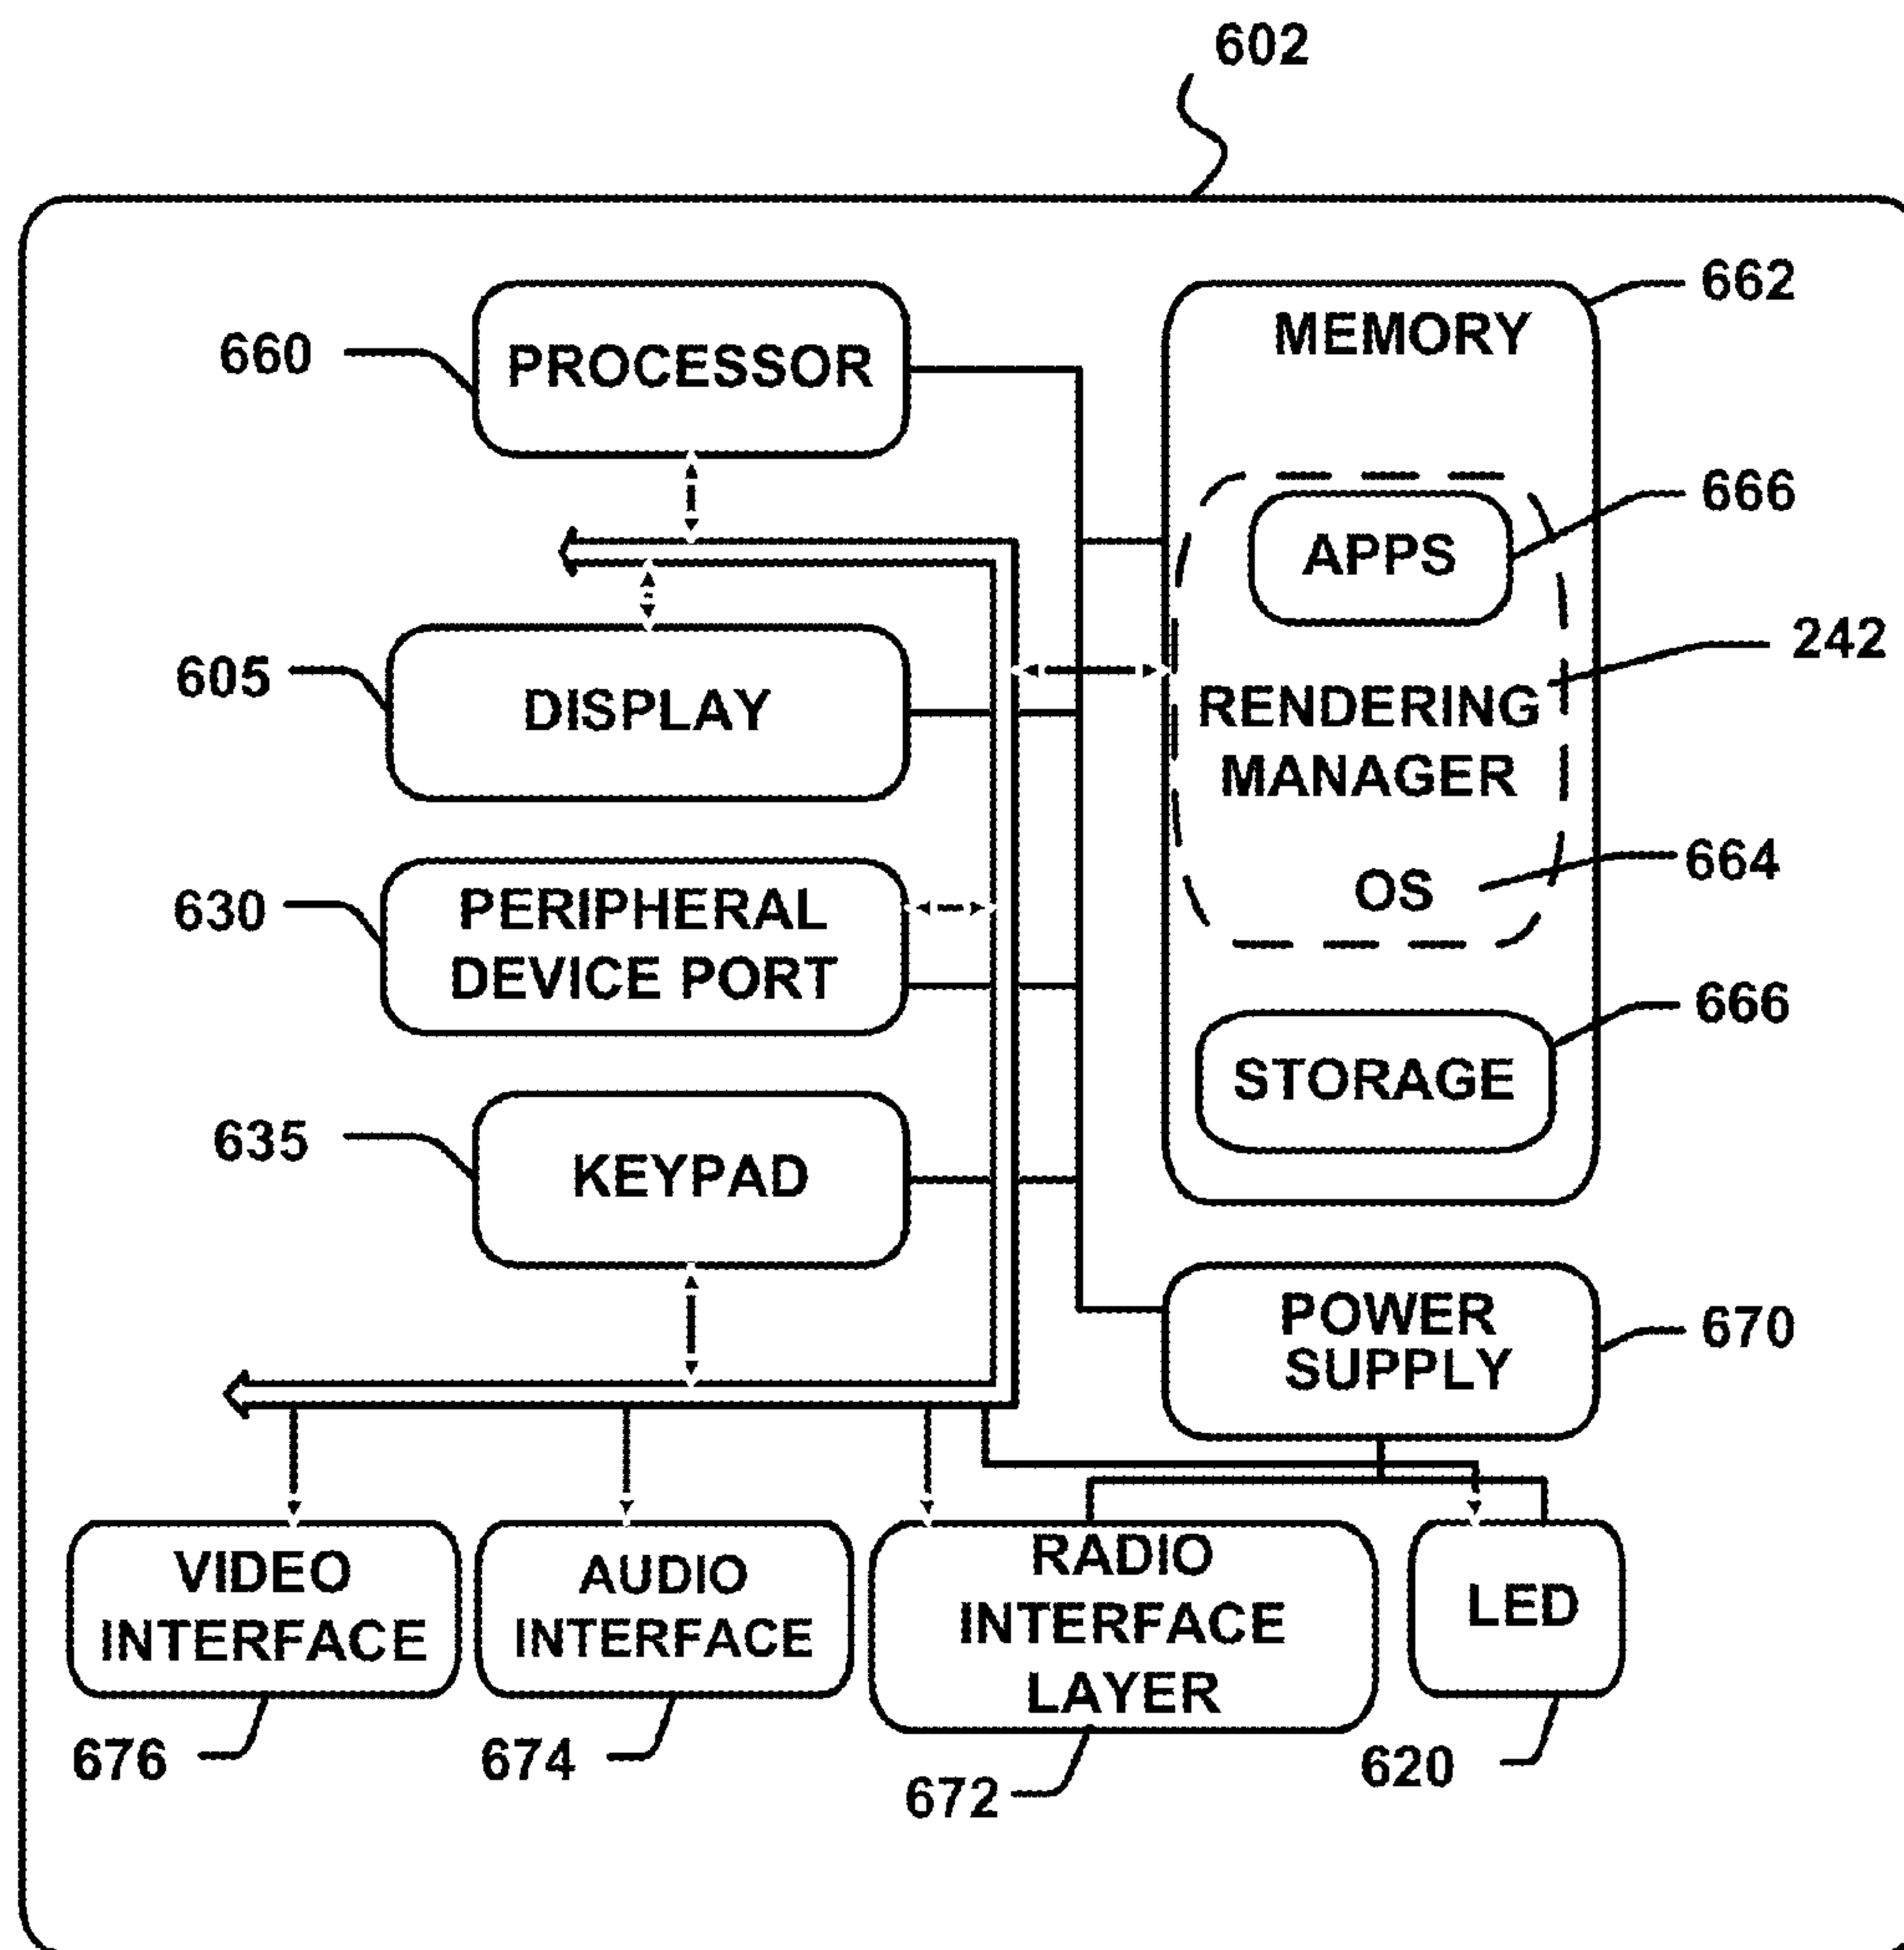 602
660
PROCESSOR
662
MEMORY
666
APPS
605
DISPLAY
242
RENDERING
MANAGER
664
OS
630
PERIPHERAL
DEVICE PORT
666
STORAGE
635
KEYPAD
POWER
SUPPLY
670
VIDEO
INTERFACE
AUDIO
INTERFACE
RADIO
INTERFACE
LAYER
LED
676
674
672
620